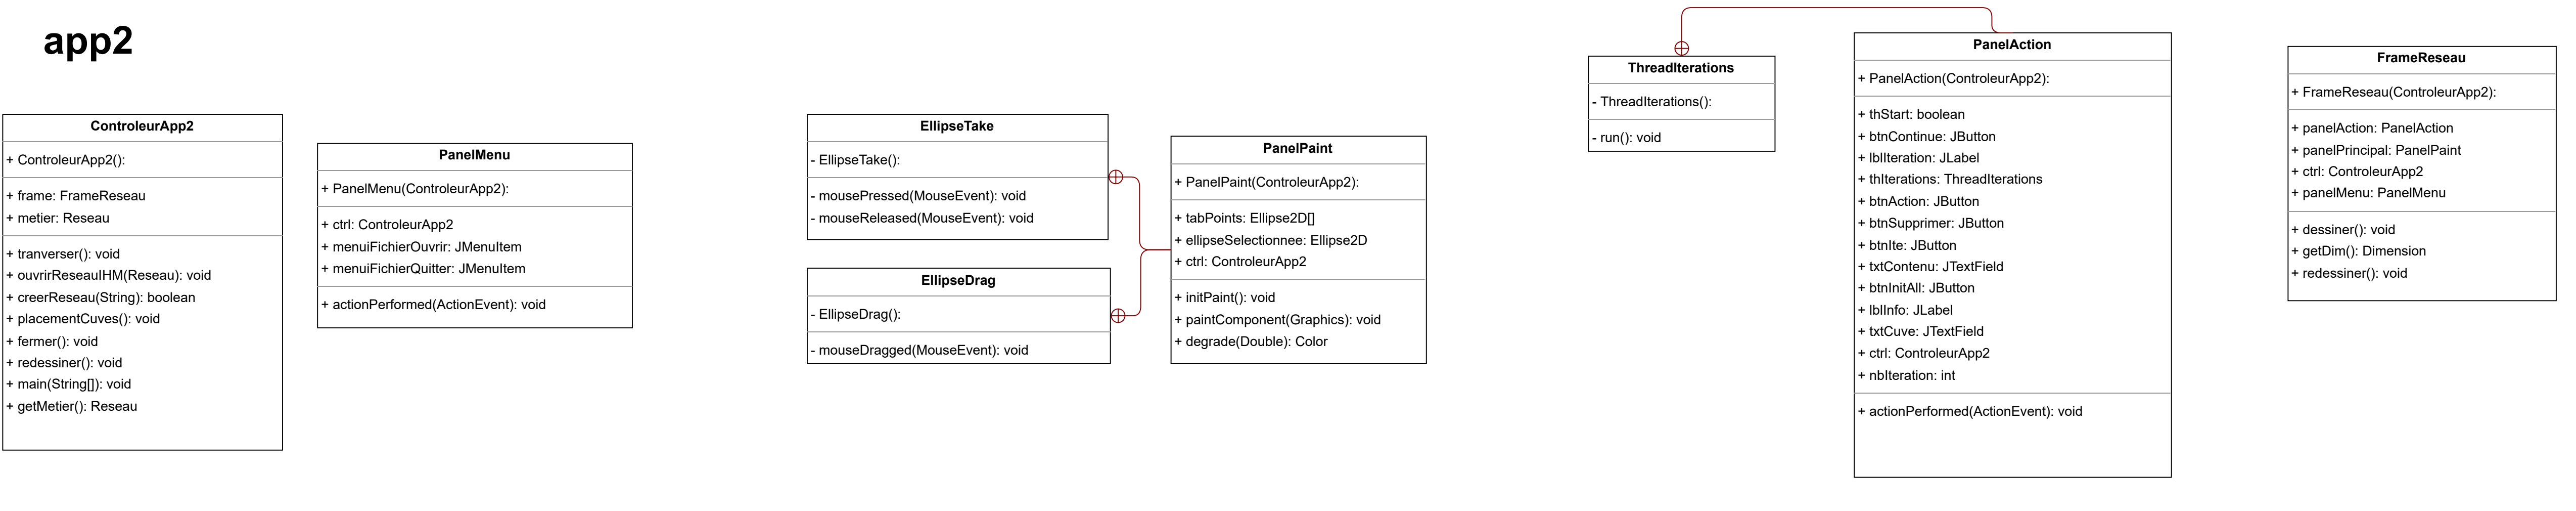 app2
ControleurApp2
+ ControleurApp2():
+ frame: FrameReseau
+ metier: Reseau
+ tranverser(): void
+ ouvrirReseauIHM(Reseau): void
+ creerReseau(String): boolean
+ placementCuves(): void
+ fermer(): void
+ redessiner(): void
+ main(String[]): void
+ getMetier(): Reseau
PanelMenu
+ PanelMenu(ControleurApp2):
+ ctrl: ControleurApp2
+ menuiFichierOuvrir: JMenuItem
+ menuiFichierQuitter: JMenuItem
+ actionPerformed(ActionEvent): void
EllipseTake
- EllipseTake():
- mousePressed(MouseEvent): void
- mouseReleased(MouseEvent): void
EllipseDrag
- EllipseDrag():
- mouseDragged(MouseEvent): void
PanelPaint
+ PanelPaint(ControleurApp2):
+ tabPoints: Ellipse2D[]
+ ellipseSelectionnee: Ellipse2D
+ ctrl: ControleurApp2
+ initPaint(): void
+ paintComponent(Graphics): void
+ degrade(Double): Color
ThreadIterations
- ThreadIterations():
- run(): void
PanelAction
+ PanelAction(ControleurApp2):
+ thStart: boolean
+ btnContinue: JButton
+ lblIteration: JLabel
+ thIterations: ThreadIterations
+ btnAction: JButton
+ btnSupprimer: JButton
+ btnIte: JButton
+ txtContenu: JTextField
+ btnInitAll: JButton
+ lblInfo: JLabel
+ txtCuve: JTextField
+ ctrl: ControleurApp2
+ nbIteration: int
+ actionPerformed(ActionEvent): void
FrameReseau
+ FrameReseau(ControleurApp2):
+ panelAction: PanelAction
+ panelPrincipal: PanelPaint
+ ctrl: ControleurApp2
+ panelMenu: PanelMenu
+ dessiner(): void
+ getDim(): Dimension
+ redessiner(): void